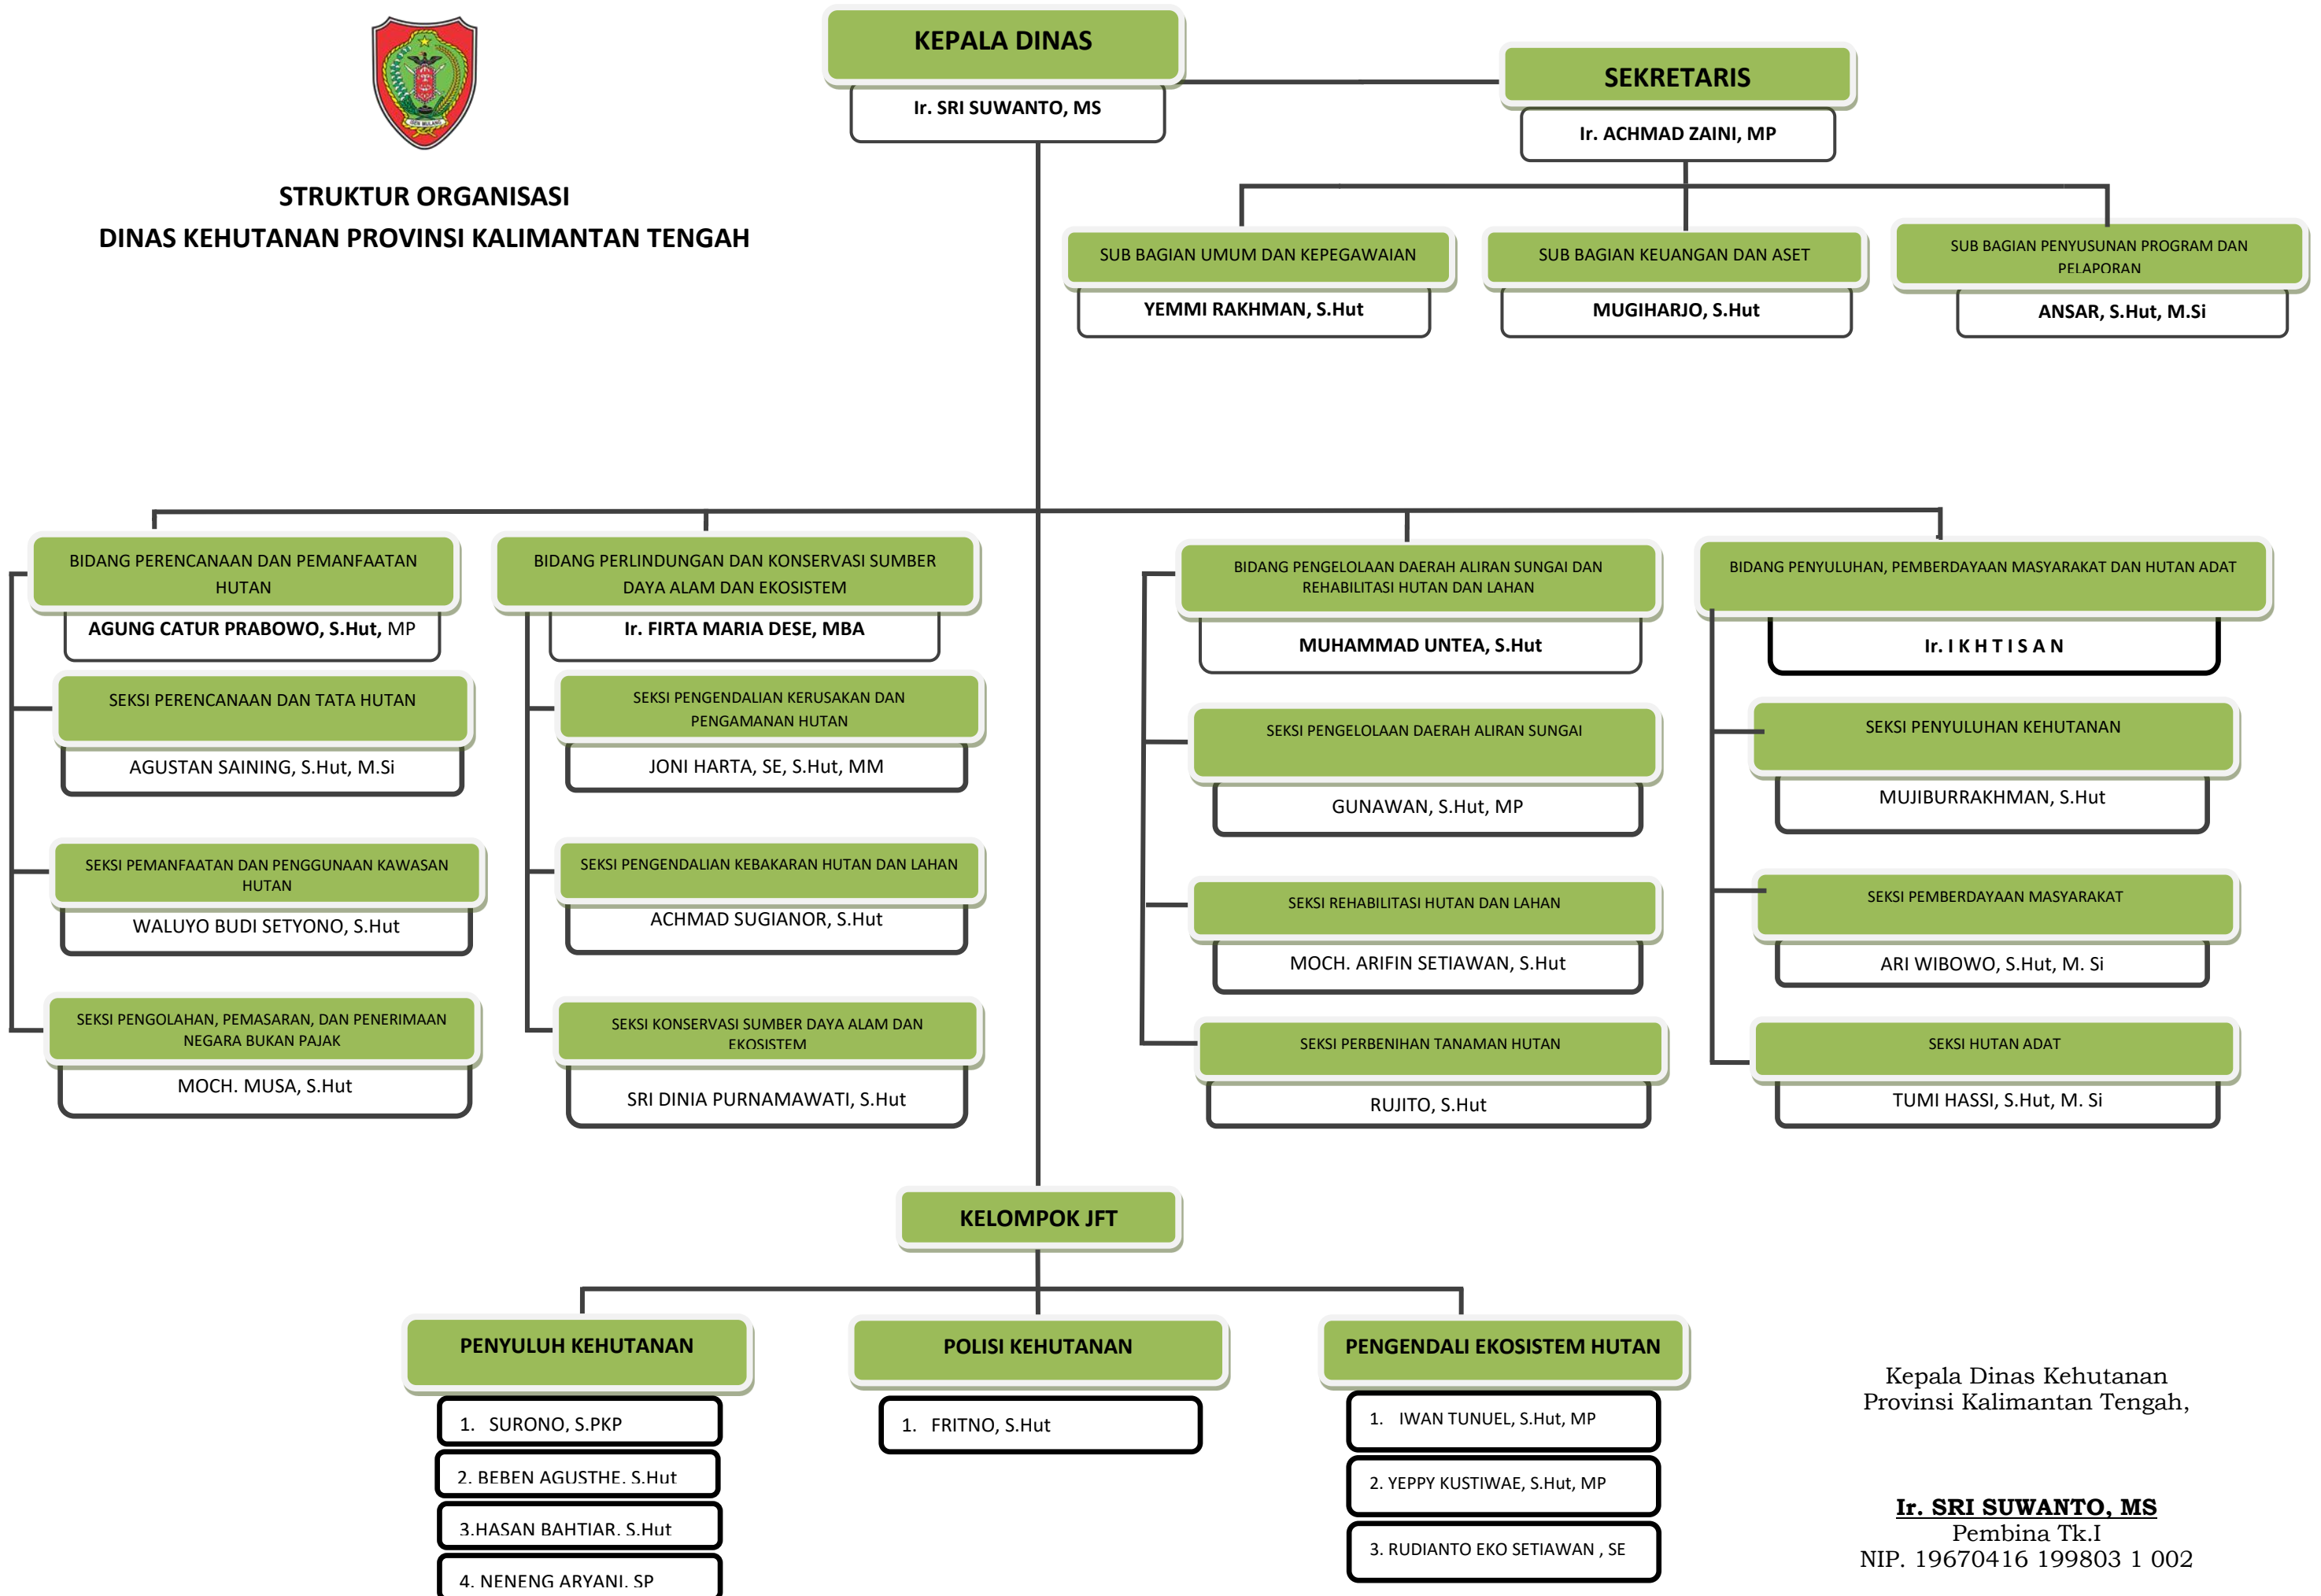 KEPALA DINAS
Ir. SRI SUWANTO, MS
SEKRETARIS
Ir. ACHMAD ZAINI, MP
ISEN MULANG
STRUKTUR ORGANISASI
DINAS KEHUTANAN PROVINSI KALIMANTAN TENGAH
SUB BAGIAN UMUM DAN KEPEGAWAIAN
YEMMI RAKHMAN, S.Hut
SUB BAGIAN KEUANGAN DAN ASET
MUGIHARJO, S.Hut
SUB BAGIAN PENYUSUNAN PROGRAM DAN
PELAPORAN
ANSAR, S.Hut, M.Si
BIDANG PERENCANAAN DAN PEMANFAATAN
HUTAN
AGUNG CATUR PRABOWO, S.Hut, MP
SEKSI PERENCANAAN DAN TATA HUTAN
AGUSTAN SAINING, S.Hut, M.Si
SEKSI PEMANFAATAN DAN PENGGUNAAN KAWASAN
HUTAN
WALUYO BUDI SETYONO, S.Hut
SEKSI PENGOLAHAN, PEMASARAN, DAN PENERIMAAN
NEGARA BUKAN PAJAK
MOCH. MUSA, S.Hut
BIDANG PERLINDUNGAN DAN KONSERVASI SUMBER
DAYA ALAM DAN EKOSISTEM
Ir. FIRTA MARIA DESE, MBA
SEKSI PENGENDALIAN KERUSAKAN DAN
PENGAMANAN HUTAN
JONI HARTA, SE, S.Hut, MM
SEKSI PENGENDALIAN KEBAKARAN HUTAN DAN LAHAN
ACHMAD SUGIANOR, S.Hut
SEKSI KONSERVASI SUMBER DAYA ALAM DAN
EKOSISTEM
SRI DINIA PURNAMAWATI, S.Hut
BIDANG PENGELOLAAN DAERAH ALIRAN SUNGAI DAN
REHABILITASI HUTAN DAN LAHAN
MUHAMMAD UNTEA, S.Hut
SEKSI PENGELOLAAN DAERAH ALIRAN SUNGAI
GUNAWAN, S.Hut, MP
SEKSI REHABILITASI HUTAN DAN LAHAN
MOCH. ARIFIN SETIAWAN, S.Hut
SEKSI PERBENIHAN TANAMAN HUTAN
RUJITO, S.Hut
BIDANG PENYULUHAN, PEMBERDAYAAN MASYARAKAT DAN HUTAN ADAT
Ir. I K H T I S A N
SEKSI PENYULUHAN KEHUTANAN
MUJIBURRAKHMAN, S.Hut
SEKSI PEMBERDAYAAN MASYARAKAT
ARI WIBOWO, S.Hut, M. Si
SEKSI HUTAN ADAT
TUMI HASSI, S.Hut, M. Si
KELOMPOK JFT
PENYULUH KEHUTANAN
1. SURONO, S.PKP
2. BEBEN AGUSTHE, S.Hut
3.HASAN BAHTIAR, S.Hut
4. NENENG ARYANI, SP
POLISI KEHUTANAN
1. FRITNO, S.Hut
PENGENDALI EKOSISTEM HUTAN
1. IWAN TUNUEL, S.Hut, MP
2. YEPPY KUSTIWAE, S.Hut, MP
3. RUDIANTO EKO SETIAWAN , SE
Kepala Dinas Kehutanan
Provinsi Kalimantan Tengah,
Ir. SRI SUWANTO, MS
Pembina Tk.I
NIP. 19670416 199803 1 002